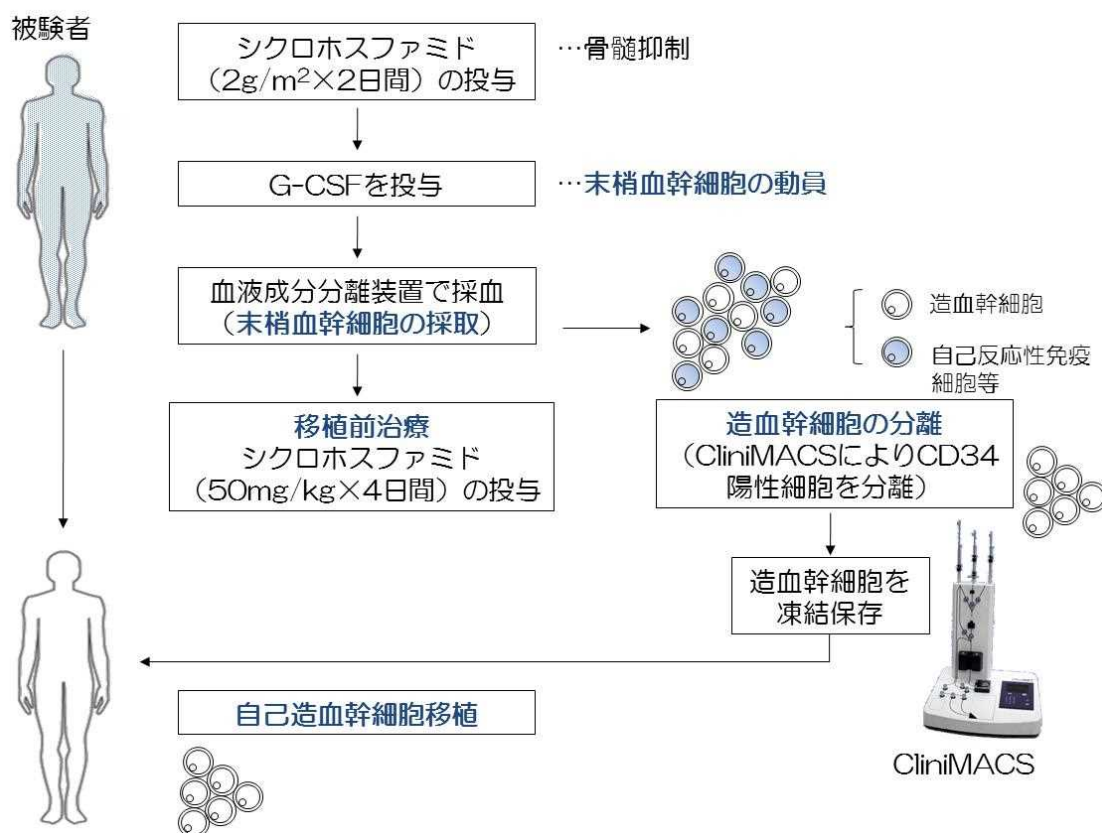 被験者
シクロホスファミド
（2g/m²×2日間）の投与
…骨髄抑制
G-CSFを投与
…末梢血幹細胞の動員
血液成分分離装置で採血
（末梢血幹細胞の採取）
造血幹細胞
自己反応性免疫
細胞等
移植前治療
シクロホスファミド
（50mg/kg×4日間）の投与
造血幹細胞の分離
（CliniMACSによりCD34
陽性細胞を分離）
造血幹細胞を
凍結保存
自己造血幹細胞移植
CliniMACS